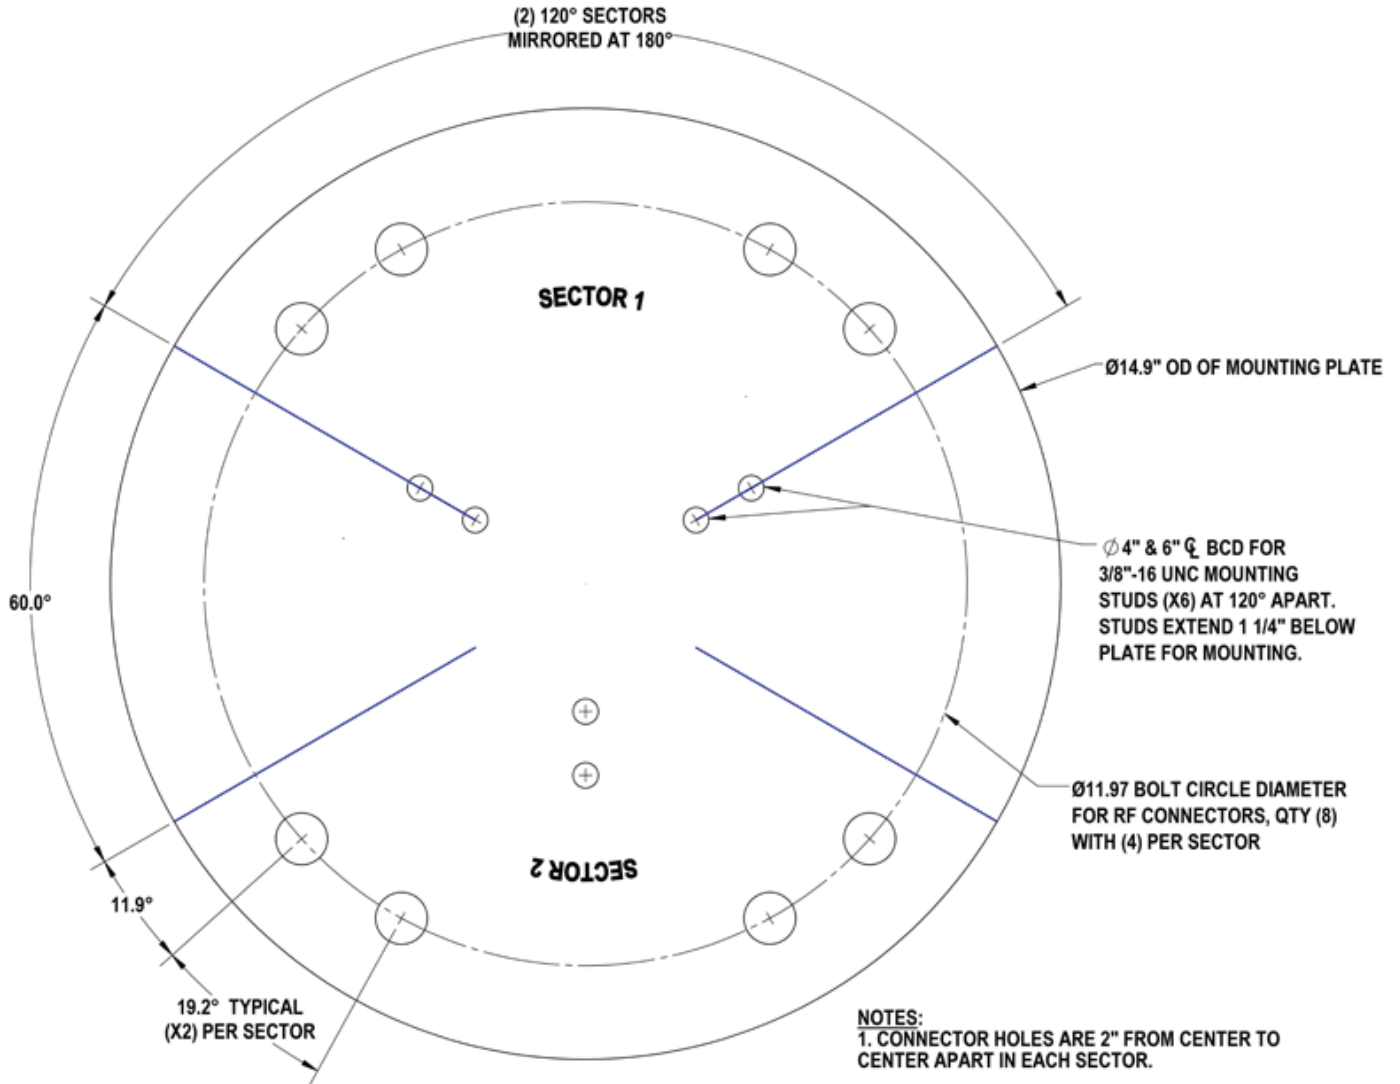 (2) 120° SECTORS
MIRRORED AT 180°
SECTOR 1
Ø14.9" OD OF MOUNTING PLATE
∅4" & 6" ℄ BCD FOR
3/8"-16 UNC MOUNTING
STUDS (X6) AT 120° APART.
STUDS EXTEND 1 1/4" BELOW
PLATE FOR MOUNTING.
60.0°
Ø11.97 BOLT CIRCLE DIAMETER
FOR RF CONNECTORS, QTY (8)
WITH (4) PER SECTOR
SECTOR 2
11.9°
19.2° TYPICAL
(X2) PER SECTOR
NOTES:
1. CONNECTOR HOLES ARE 2" FROM CENTER TO
CENTER APART IN EACH SECTOR.